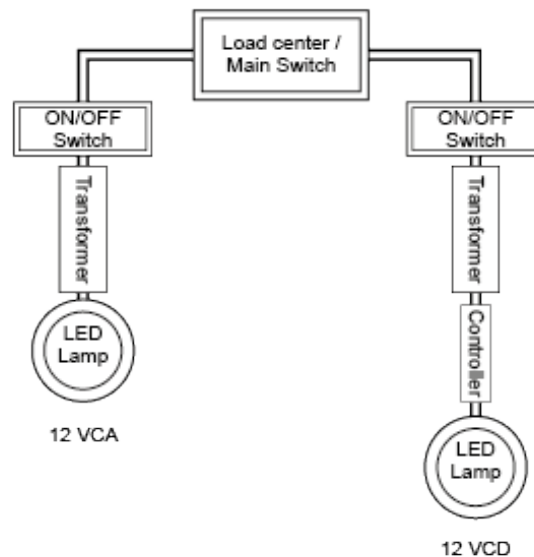 Load center /
Main Switch
ON/OFF
Switch
ON/OFF
Switch
Transformer
Transformer
LED
Lamp
Controller
12 VCA
LED
Lamp
12 VCD